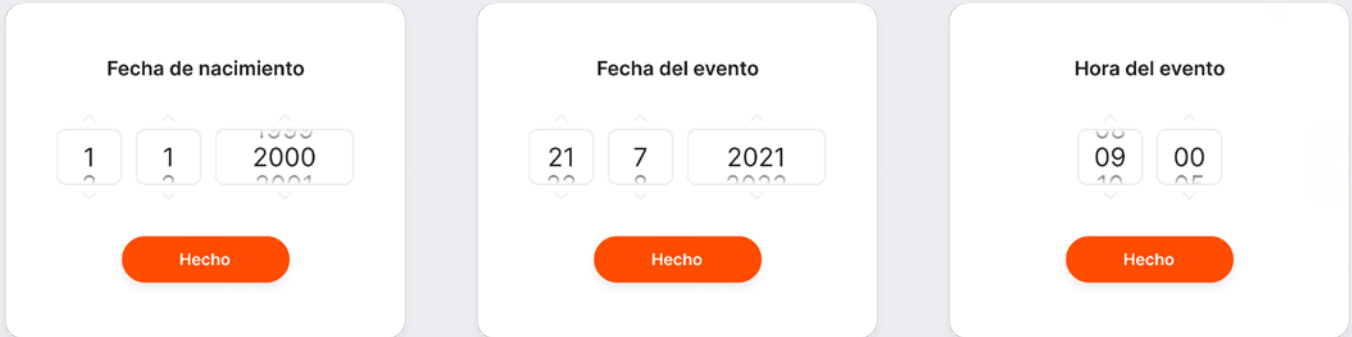 Fecha de nacimiento
1 1 2000
Hecho
Fecha del evento
21 7 2021
Hecho
Hora del evento
09 00
Hecho